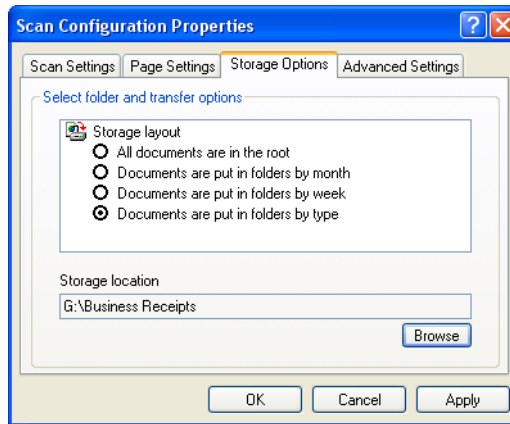 Scan Configuration Properties
Scan Settings Page Settings Storage Options Advanced Settings
Select folder and transfer options
Storage layout
All documents are in the root
Documents are put in folders by month
Documents are put in folders by week
Documents are put in folders by type
Storage location
G:\Business Receipts
Browse
OK Cancel Apply